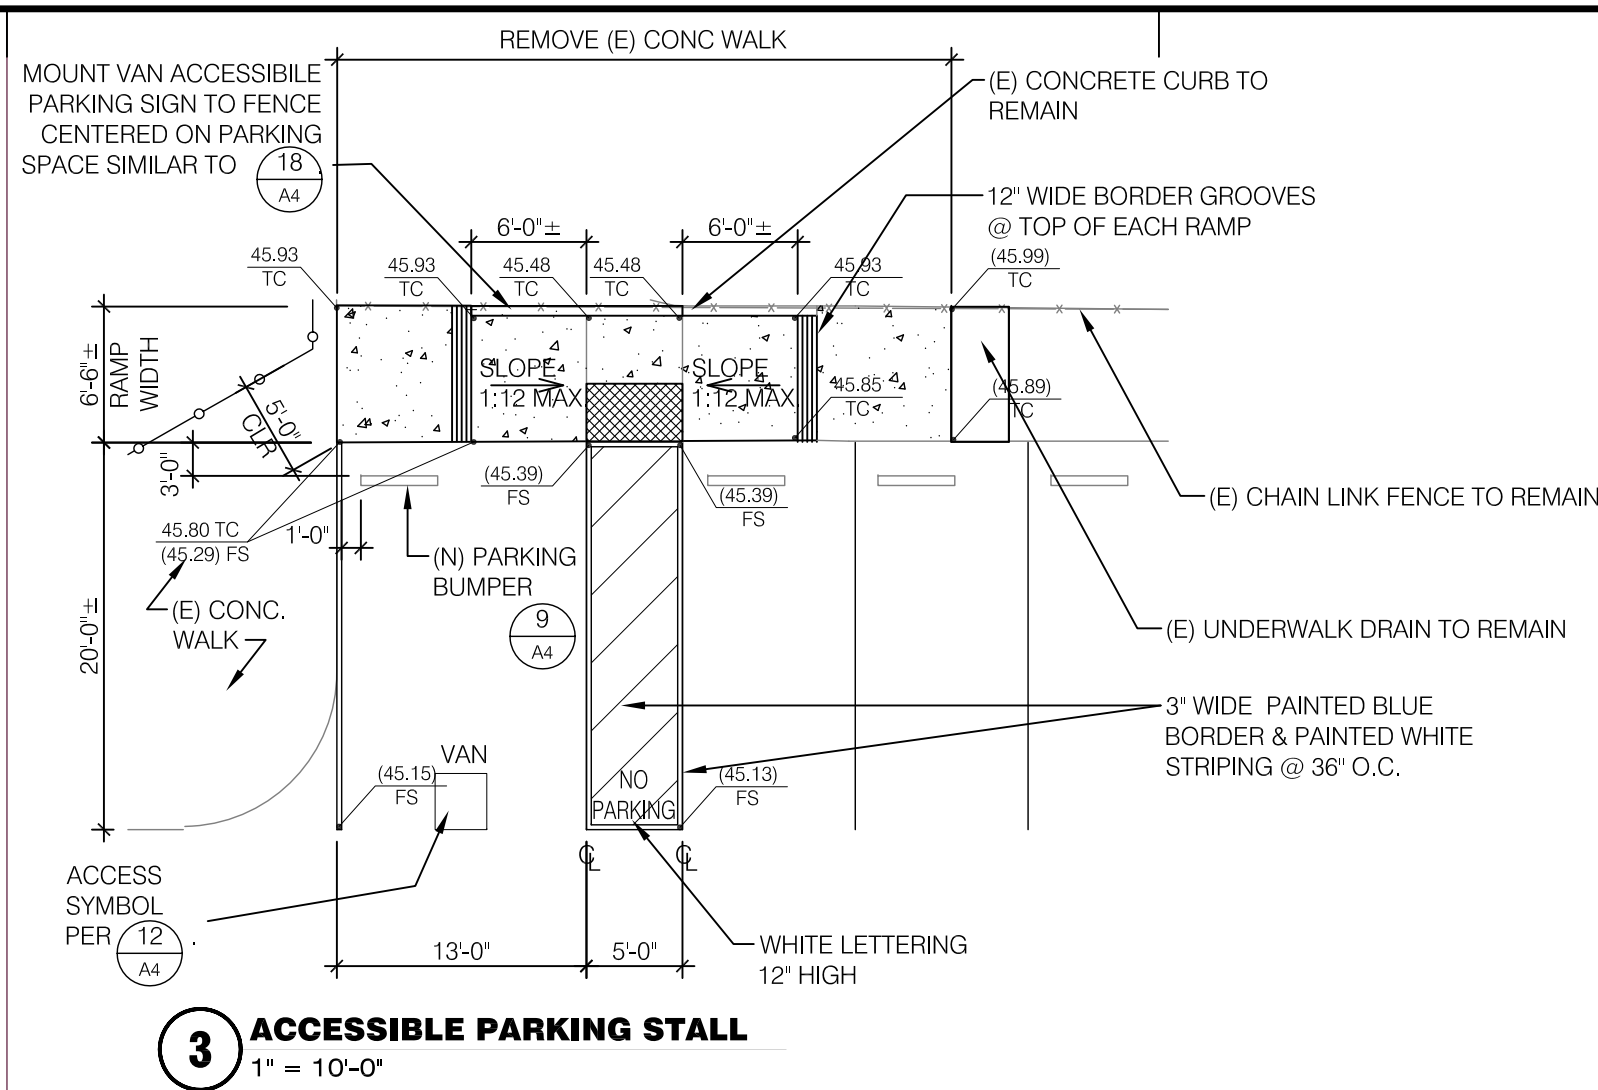 REMOVE (E) CONC WALK
MOUNT VAN ACCESSIBILE
PARKING SIGN TO FENCE
CENTERED ON PARKING
SPACE SIMILAR TO
18
A4
(E) CONCRETE CURB TO
REMAIN
12" WIDE BORDER GROOVES
@ TOP OF EACH RAMP
6'-0"±
6'-0"±
45.93
TC
45.93
TC
45.48
TC
45.48
TC
45.93
TC
(45.99)
TC
6'-6"±
RAMP
WIDTH
SLOPE
1:12 MAX
SLOPE
1:12 MAX
45.85
TC
(45.89)
TC
5'-0"
CLR
3'-0"
(45.39)
FS
(45.39)
FS
(E) CHAIN LINK FENCE TO REMAIN
45.80 TC
(45.29) FS
1'-0"
(N) PARKING
BUMPER
(E) CONC.
WALK
9
A4
20'-0"±
(E) UNDERWALK DRAIN TO REMAIN
3" WIDE PAINTED BLUE
BORDER & PAINTED WHITE
STRIPING @ 36" O.C.
VAN
(45.15)
FS
NO
PARKING
(45.13)
FS
CL
CL
ACCESS
SYMBOL
PER
12
A4
.
13'-0"
5'-0"
WHITE LETTERING
12" HIGH
3
ACCESSIBLE PARKING STALL
1" = 10'-0"